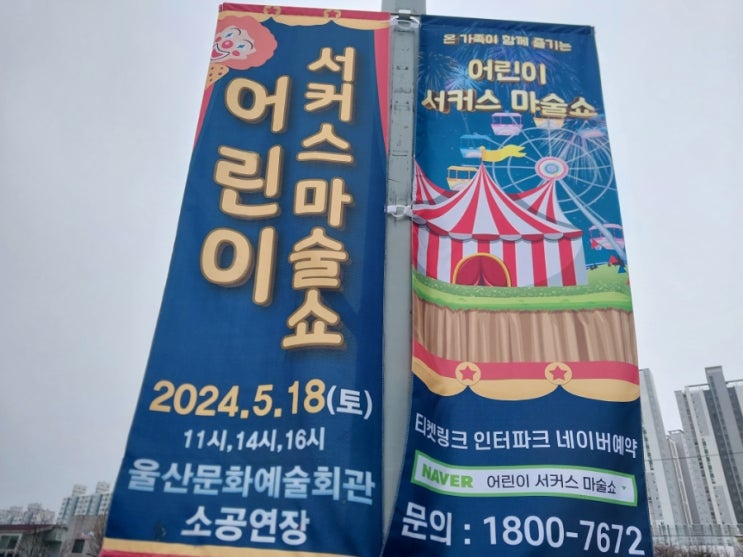 어린이
서커스마술쇼
2024.5.18(토)
11시,14시,16시
울산문화예술회관
소공연장
온 가족이 함께 즐기는
어린이
서커스 마술쇼
티켓링크 인터파크 네이버예약
NAVER 어린이 서커스 마술쇼
문의 : 1800-7672